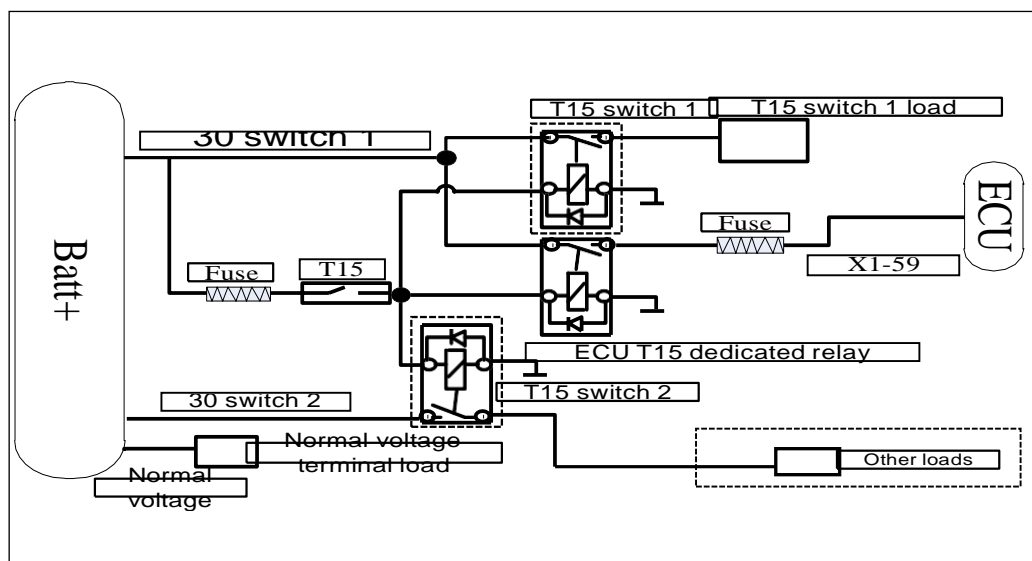 T15 switch 1
T15 switch 1 load
30 switch 1
ECU
Batt+
Fuse
Fuse
T15
X1-59
ECU T15 dedicated relay
T15 switch 2
30 switch 2
Normal voltage
terminal load
Other loads
Normal
voltage